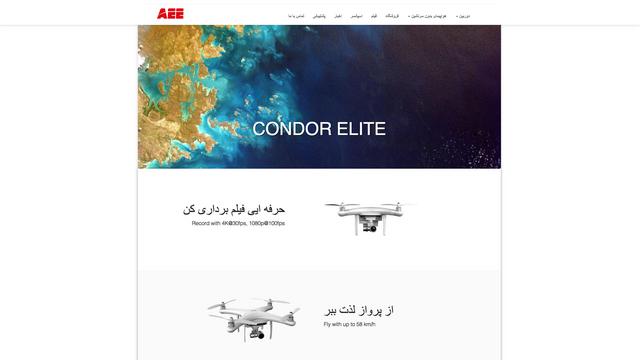 AEE
دوربین
هواپیمای بدون سرنشین
فروشگاه
فیلم
اسپانسر
اخبار
پشتیبانی
تماس با ما
CONDOR ELITE
حرفه ایی فیلم برداری کن
Record with 4K@30fps, 1080p@100fps
از پرواز لذت ببر
Fly with up to 58 km/h